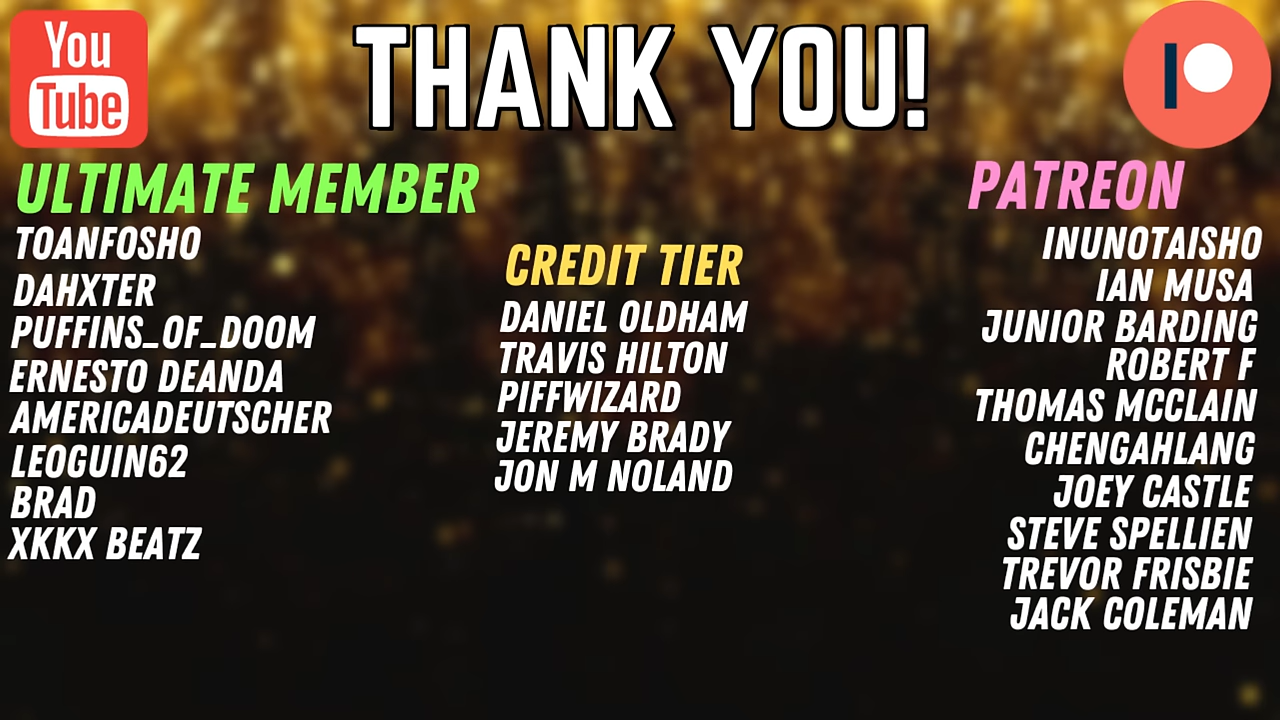 You
Tube
THANK YOU!
ULTIMATE MEMBER
TOANFOSHO
DAHXTER
PUFFINS_OF_DOOM
ERNESTO DEANDA
AMERICADEUTSCHER
LEOGUIN62
BRAD
XKKX BEATZ
CREDIT TIER
DANIEL OLDHAM
TRAVIS HILTON
PIFFWIZARD
JEREMY BRADY
JON M NOLAND
PATREON
INUNOTAISHO
IAN MUSA
JUNIOR BARDING
ROBERT F
THOMAS MCCLAIN
CHENGAHLANG
JOEY CASTLE
STEVE SPELLIEN
TREVOR FRISBIE
JACK COLEMAN